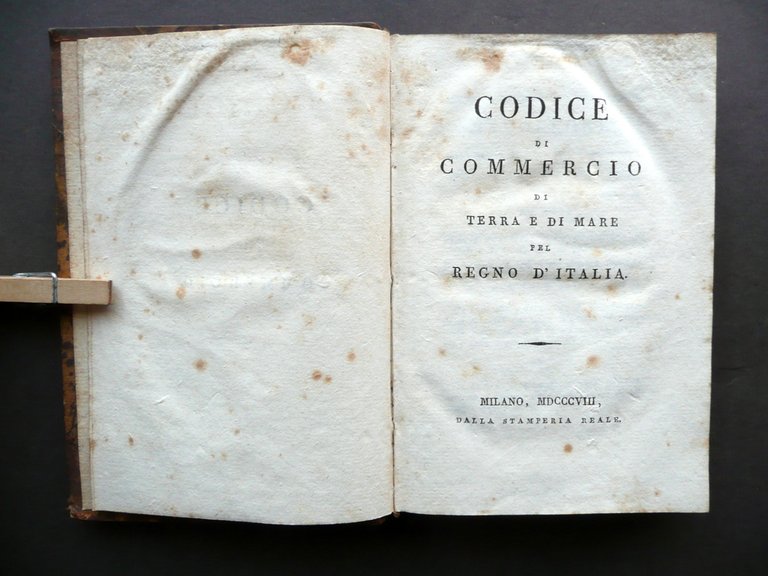 CODICE
DI
COMMERCIO
DI
TERRA E DI MARE
PEL
REGNO D'ITALIA.
MILANO, MDCCCVIII,
DALLA STAMPERIA REALE.